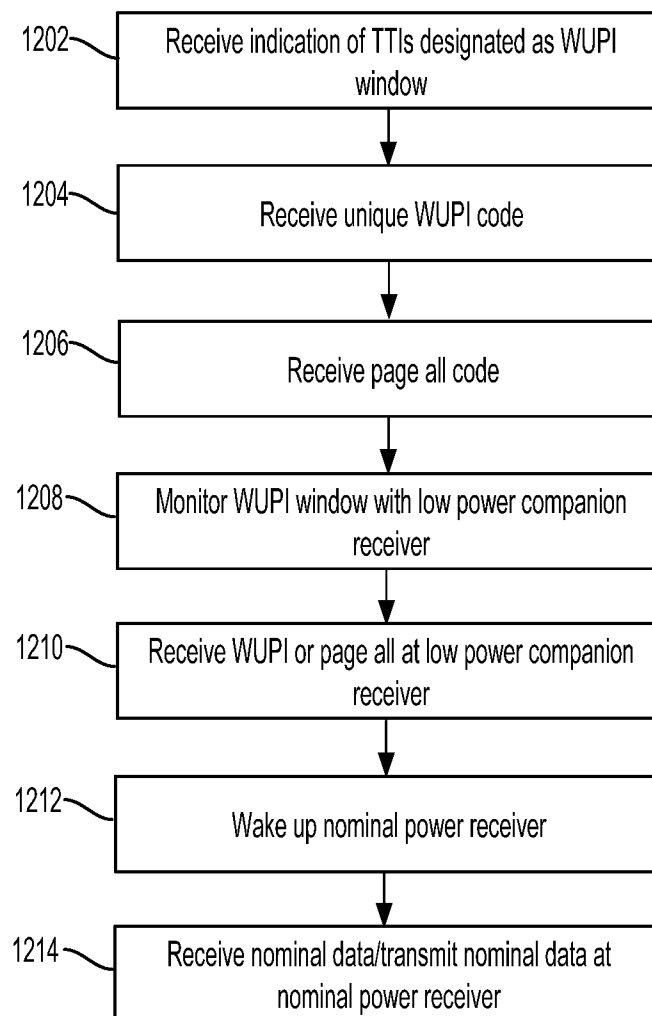 1202
Receive indication of TTIs designated as WUPI
window
1204
Receive unique WUPI code
1206
Receive page all code
1208
Monitor WUPI window with low power companion
receiver
1210
Receive WUPI or page all at low power companion
receiver
1212
Wake up nominal power receiver
1214
Receive nominal data/transmit nominal data at
nominal power receiver